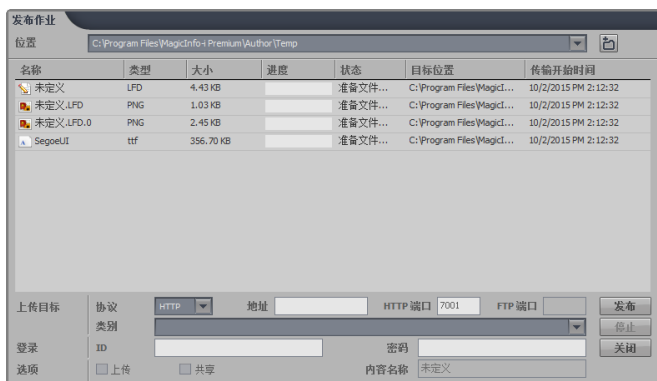 发布作业
位置 C:\Program Files\MagicInfo-i Premium\Author\Temp
名称 类型 大小 进度 状态 目标位置 传输开始时间
未定义 LFD 4.43 KB 准备文件... C:\Program Files\MagicI... 10/2/2015 PM 2:12:32
未定义.LFD PNG 1.03 KB 准备文件... C:\Program Files\MagicI... 10/2/2015 PM 2:12:32
未定义.LFD.0 PNG 2.45 KB 准备文件... C:\Program Files\MagicI... 10/2/2015 PM 2:12:32
SegoeUI ttf 356.70 KB 准备文件... C:\Program Files\MagicI... 10/2/2015 PM 2:12:32
上传目标 协议 HTTP 地址 HTTP 端口 7001 FTP 端口 发布
类别 停止
登录 ID 密码 关闭
选项 上传 共享 内容名称 未定义